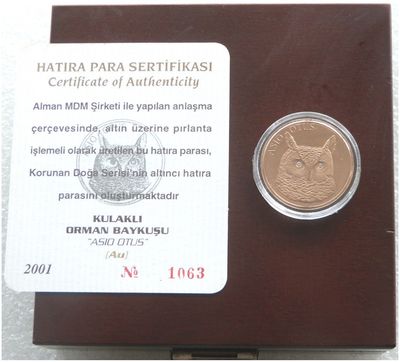 HATIRA PARA SERTİFİKASI
Certificate of Authenticity
Alman MDM Şirketi ile yapılan anlaşma
çerçevesinde, altın üzerine pırlanta
işlemeli olarak üretilen bu hatıra parası,
Korunan Doğa Serisi'nin altıncı hatıra
parasını oluşturmaktadır
KULAKLI
ORMAN BAYKUŞU
"ASIO OTUS"
(Au)
2001 № 1063
ASIO OTUS